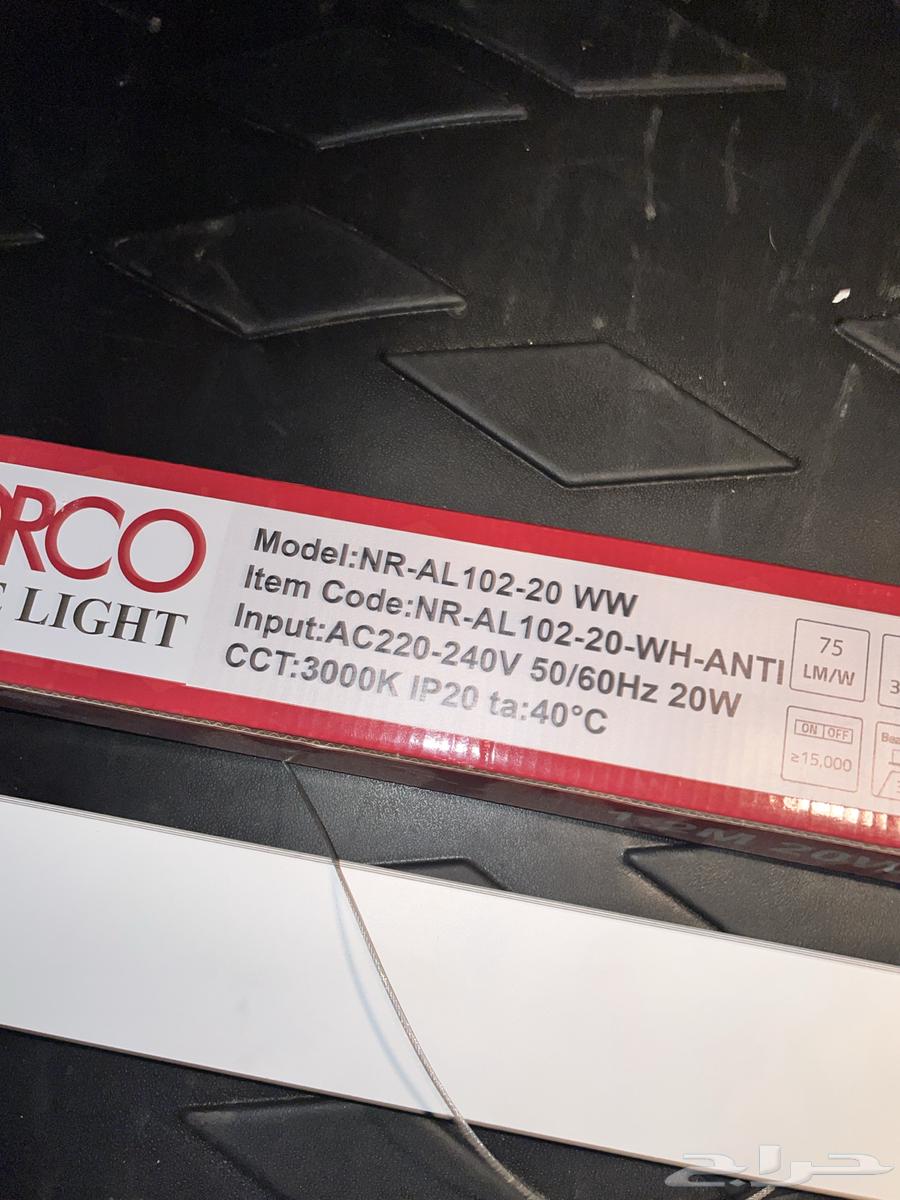 ORCO
LIGHT
Model:NR-AL102-20 WW
Item Code:NR-AL102-20-WH-ANTI
Input:AC220-240V 50/60Hz 20W
CCT:3000K IP20 ta:40°C
75
LM/W
ON OFF
≥15,000
حراج